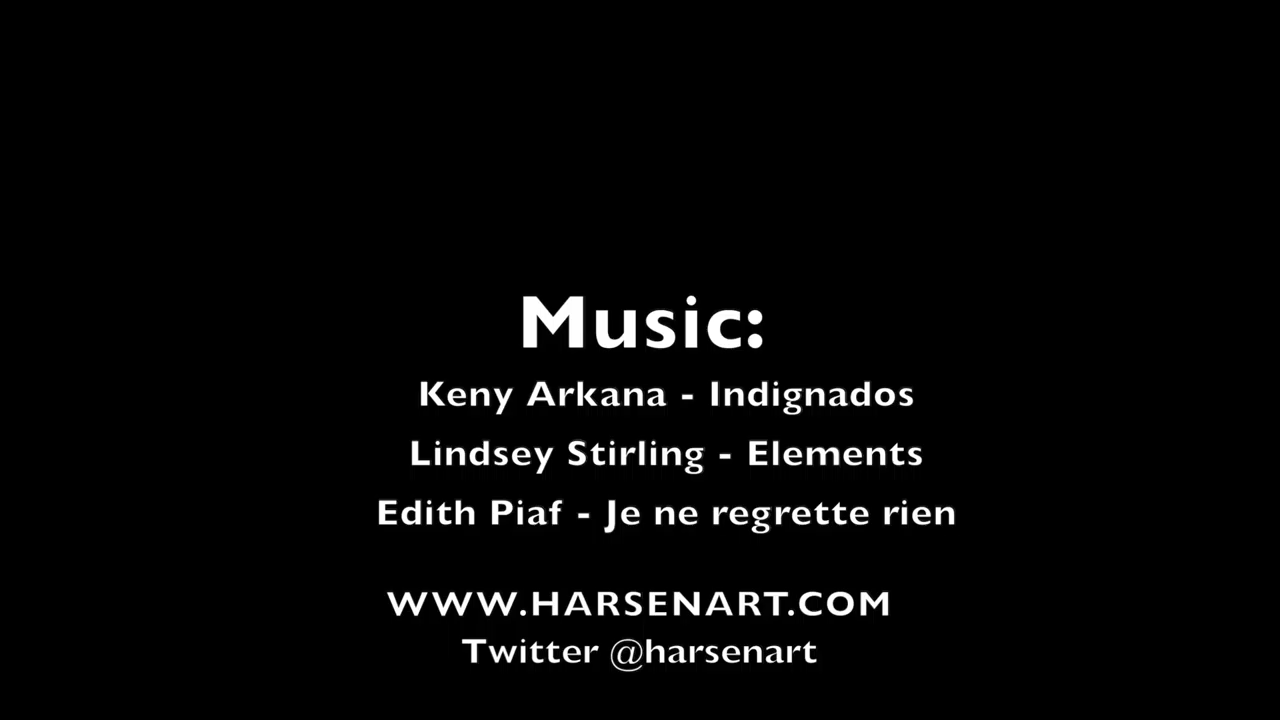 Music:
Keny Arkana - Indignados
Lindsey Stirling - Elements
Edith Piaf - Je ne regrette rien
WWW.HARSENART.COM
Twitter @harsenart